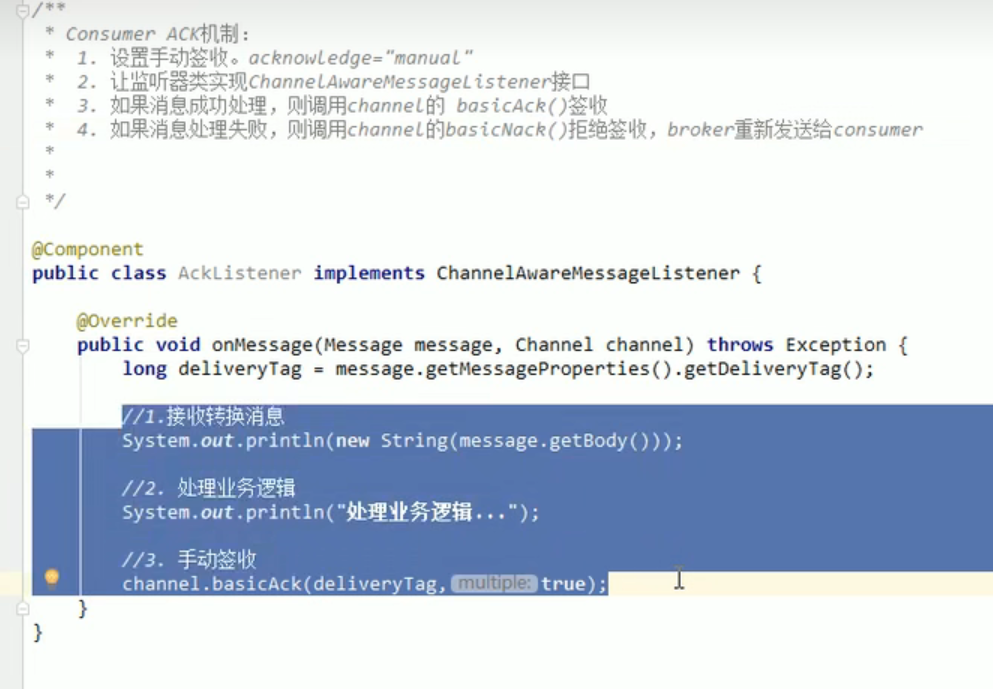 /**
* Consumer ACK机制:
* 1. 设置手动签收。acknowledge="manual"
* 2. 让监听器类实现ChannelAwareMessageListener接口
* 3. 如果消息成功处理，则调用channel的 basicAck()签收
* 4. 如果消息处理失败，则调用channel的basicNack()拒绝签收，broker重新发送给consumer
*
*
*/
@Component
public class AckListener implements ChannelAwareMessageListener {
@Override
public void onMessage(Message message, Channel channel) throws Exception {
long deliveryTag = message.getMessageProperties().getDeliveryTag();
//1.接收转换消息
System.out.println(new String(message.getBody()));
//2. 处理业务逻辑
System.out.println("处理业务逻辑...");
//3. 手动签收
channel.basicAck(deliveryTag, multiple: true);
}
}